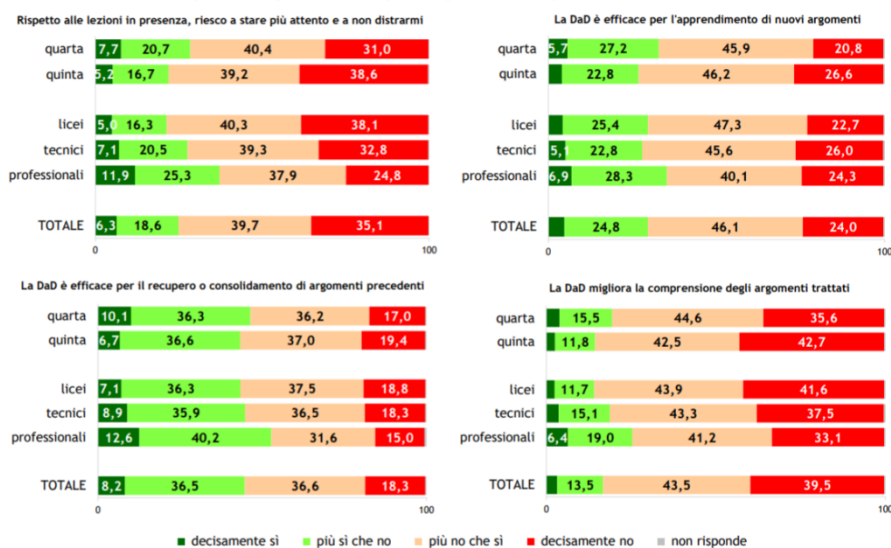 Rispetto alle lezioni in presenza, riesco a stare più attento e a non distrarmi
quarta 7,7 20,7 40,4 31,0
quinta 5,2 16,7 39,2 38,6
licei 5,0 16,3 40,3 38,1
tecnici 7,1 20,5 39,3 32,8
professionali 11,9 25,3 37,9 24,8
TOTALE 6,3 18,6 39,7 35,1
0 100
La DaD è efficace per l'apprendimento di nuovi argomenti
quarta 5,7 27,2 45,9 20,8
quinta 22,8 46,2 26,6
licei 25,4 47,3 22,7
tecnici 5,1 22,8 45,6 26,0
professionali 6,9 28,3 40,1 24,3
TOTALE 24,8 46,1 24,0
0 100
La DaD è efficace per il recupero o consolidamento di argomenti precedenti
quarta 10,1 36,3 36,2 17,0
quinta 6,7 36,6 37,0 19,4
licei 7,1 36,3 37,5 18,8
tecnici 8,9 35,9 36,5 18,3
professionali 12,6 40,2 31,6 15,0
TOTALE 8,2 36,5 36,6 18,3
0 100
La DaD migliora la comprensione degli argomenti trattati
quarta 15,5 44,6 35,6
quinta 11,8 42,5 42,7
licei 11,7 43,9 41,6
tecnici 15,1 43,3 37,5
professionali 6,4 19,0 41,2 33,1
TOTALE 13,5 43,5 39,5
0 100
decisamente sì più sì che no più no che sì decisamente no non risponde